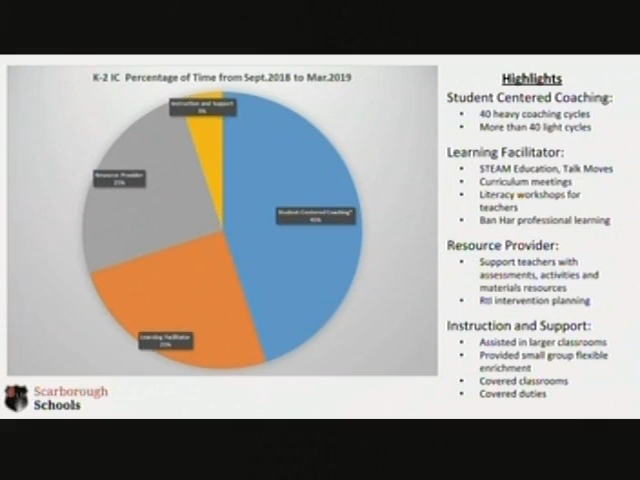 K-2 IC Percentage of Time from Sept.2018 to Mar.2019
Instruction and Support
5%
Resource Provider
25%
Student Centered Coaching*
45%
Learning Facilitator
25%
Scarborough
Schools
Highlights
Student Centered Coaching:
• 40 heavy coaching cycles
• More than 40 light cycles
Learning Facilitator:
• STEAM Education, Talk Moves
• Curriculum meetings
• Literacy workshops for
teachers
• Ban Har professional learning
Resource Provider:
• Support teachers with
assessments, activities and
materials resources
• RtI intervention planning
Instruction and Support:
• Assisted in larger classrooms
• Provided small group flexible
enrichment
• Covered classrooms
• Covered duties